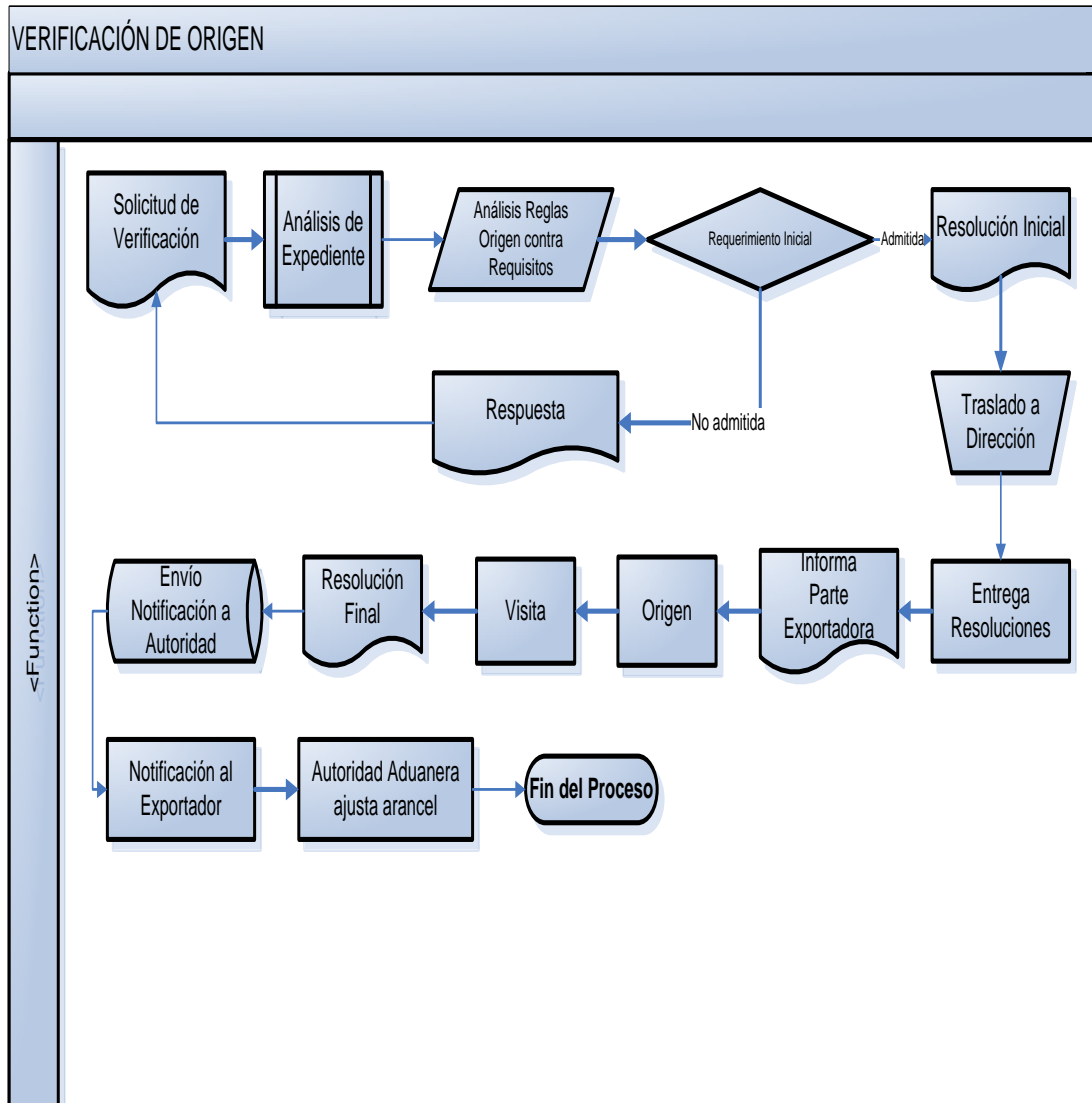 VERIFICACIÓN DE ORIGEN
Solicitud de
Verificación
Análisis de
Expediente
Análisis Reglas
Origen contra
Requisitos
Requerimiento Inicial
Admitida
Resolución Inicial
Respuesta
No admitida
Traslado a
Dirección
Entrega
Resoluciones
Informa
Parte
Exportadora
Origen
Visita
Resolución
Final
Envío
Notificación a
Autoridad
<Function>
Notificación al
Exportador
Autoridad Aduanera
ajusta arancel
Fin del Proceso